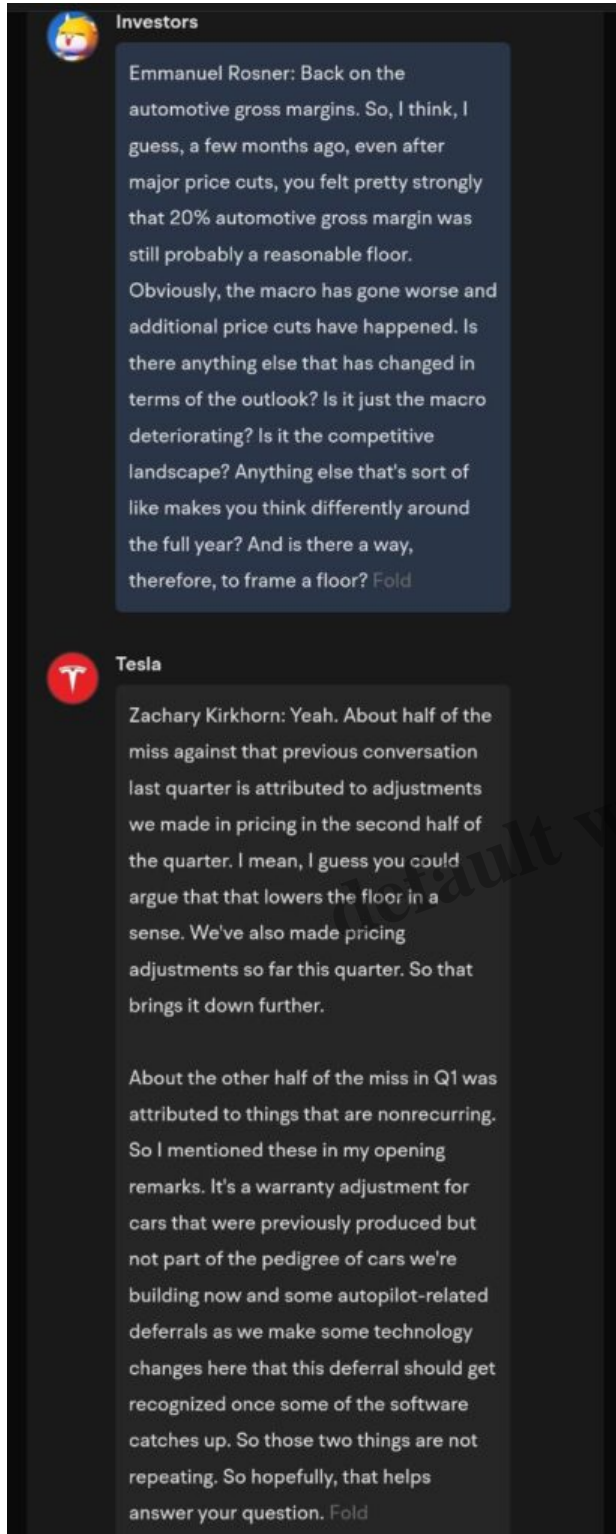 Investors
Emmanuel Rosner: Back on the
automotive gross margins. So, I think, I
guess, a few months ago, even after
major price cuts, you felt pretty strongly
that 20% automotive gross margin was
still probably a reasonable floor.
Obviously, the macro has gone worse and
additional price cuts have happened. Is
there anything else that has changed in
terms of the outlook? Is it just the macro
deteriorating? Is it the competitive
landscape? Anything else that's sort of
like makes you think differently around
the full year? And is there a way,
therefore, to frame a floor? Fold
Tesla
Zachary Kirkhorn: Yeah. About half of the
miss against that previous conversation
last quarter is attributed to adjustments
we made in pricing in the second half of
the quarter. I mean, I guess you could
argue that that lowers the floor in a
sense. We've also made pricing
adjustments so far this quarter. So that
brings it down further.
About the other half of the miss in Q1 was
attributed to things that are nonrecurring.
So I mentioned these in my opening
remarks. It's a warranty adjustment for
cars that were previously produced but
not part of the pedigree of cars we're
building now and some autopilot-related
deferrals as we make some technology
changes here that this deferral should get
recognized once some of the software
catches up. So those two things are not
repeating. So hopefully, that helps
answer your question. Fold
default